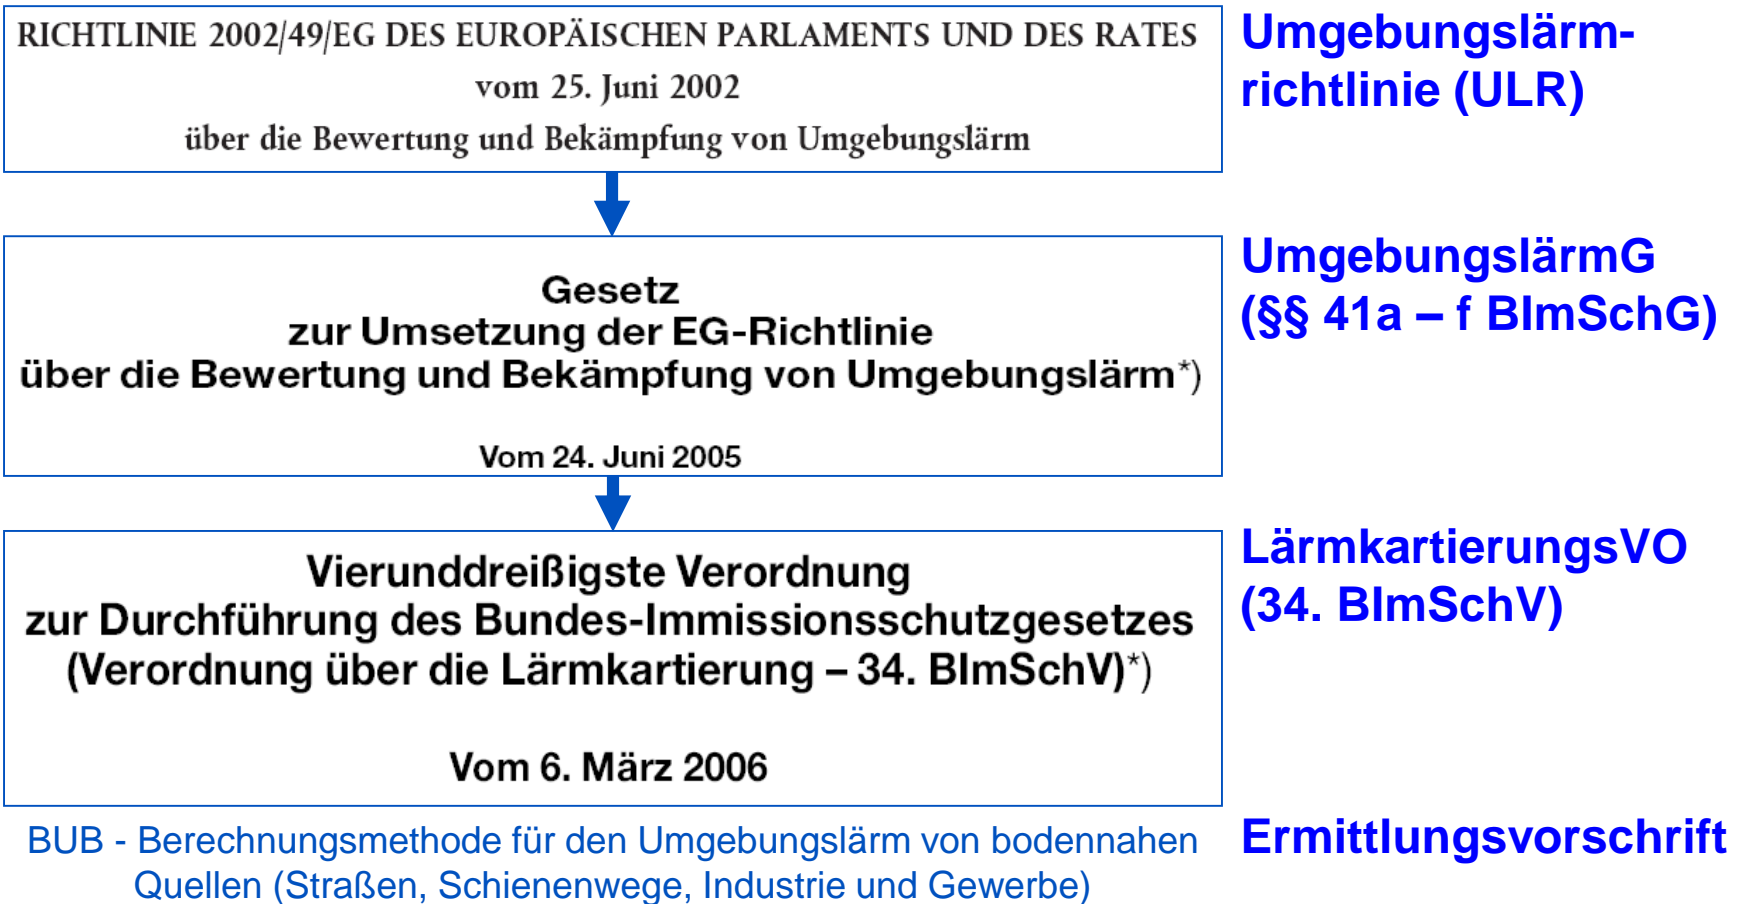 RICHTLINIE 2002/49/EG DES EUROPÄISCHEN PARLAMENTS UND DES RATES
vom 25. Juni 2002
über die Bewertung und Bekämpfung von Umgebungslärm
Umgebungslärm-
richtlinie (ULR)
Gesetz
zur Umsetzung der EG-Richtlinie
über die Bewertung und Bekämpfung von Umgebungslärm*)
Vom 24. Juni 2005
UmgebungslärmG
(§§ 41a – f BImSchG)
Vierunddreißigste Verordnung
zur Durchführung des Bundes-Immissionsschutzgesetzes
(Verordnung über die Lärmkartierung – 34. BImSchV)*)
Vom 6. März 2006
LärmkartierungsVO
(34. BImSchV)
BUB - Berechnungsmethode für den Umgebungslärm von bodennahen
Quellen (Straßen, Schienenwege, Industrie und Gewerbe)
Ermittlungsvorschrift